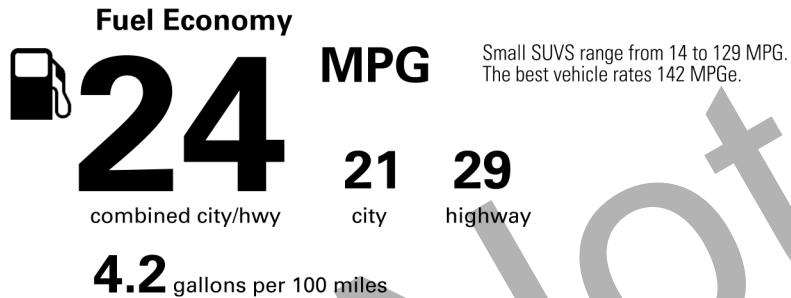 Fuel Economy
24
MPG
Small SUVS range from 14 to 129 MPG.
The best vehicle rates 142 MPGe.
21
29
combined city/hwy
city
highway
4.2 gallons per 100 miles
Not